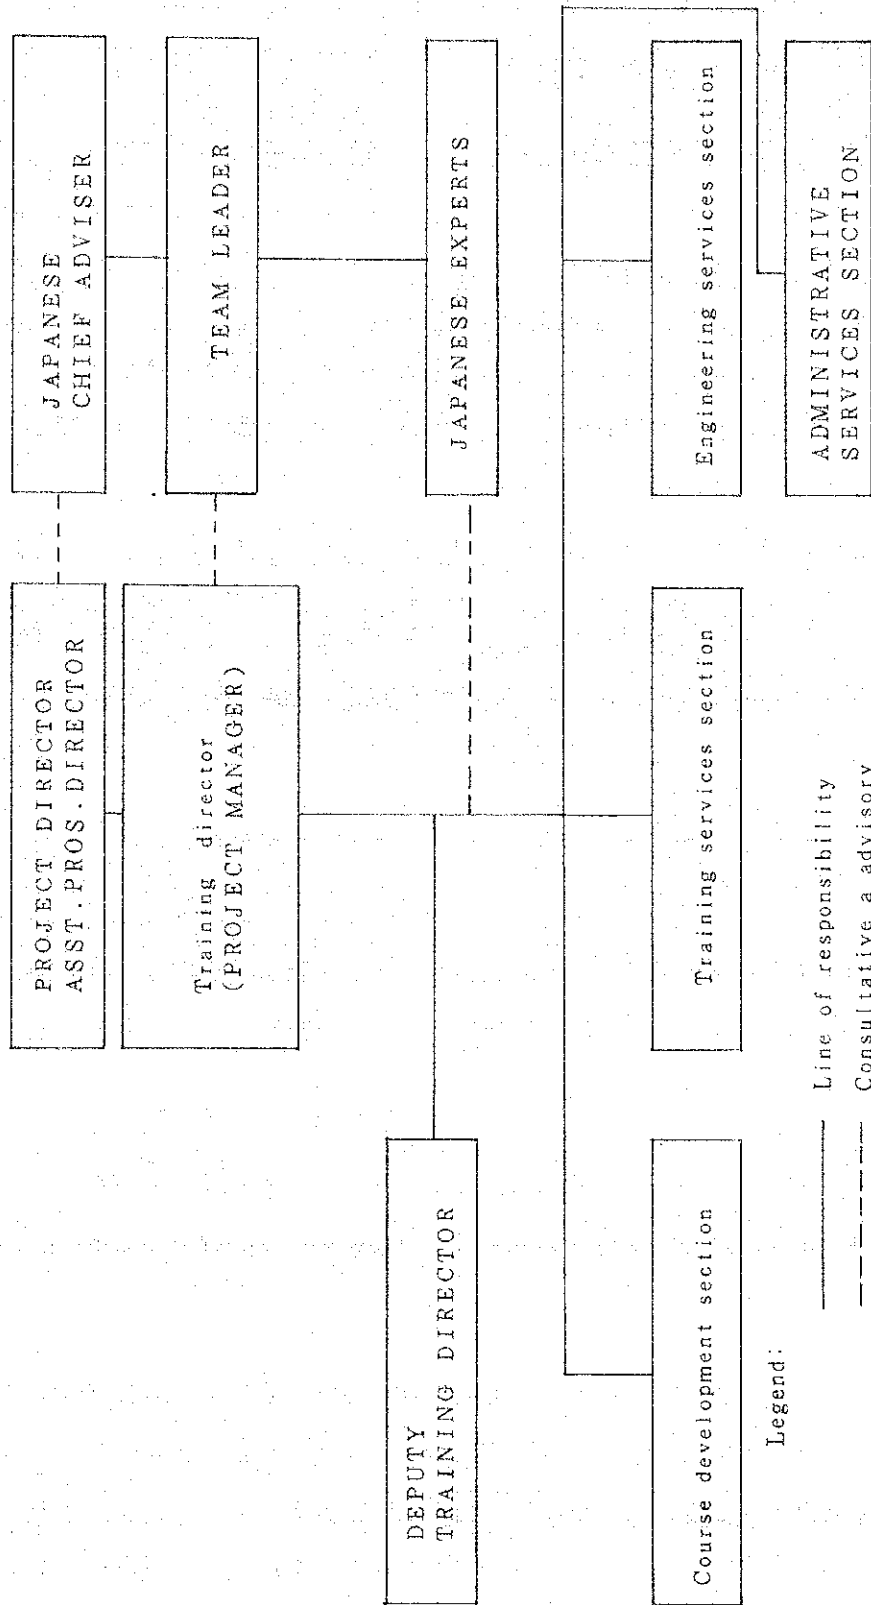 PROJECT DIRECTOR
ASST.PROS.DIRECTOR
JAPANESE
CHIEF ADVISER
Training director
(PROJECT MANAGER)
TEAM LEADER
DEPUTY
TRAINING DIRECTOR
JAPANESE EXPERTS
Course development section
Training services section
Engineering services section
ADMINISTRATIVE
SERVICES SECTION
Legend:
Line of responsibility
Consultative a advisory